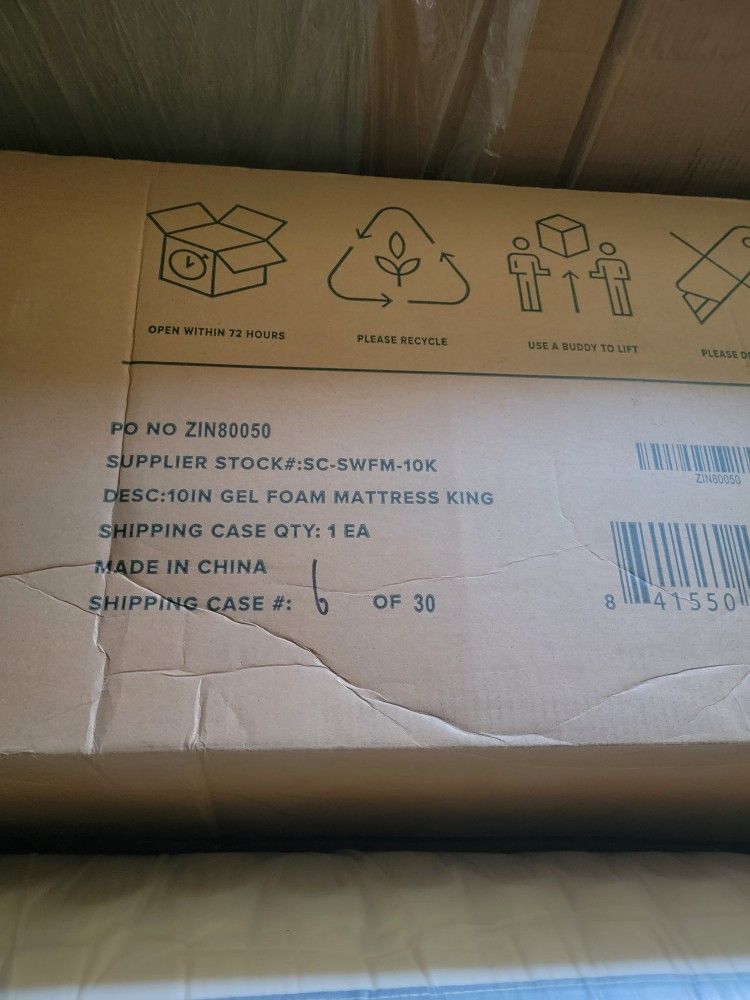 OPEN WITHIN 72 HOURS
PLEASE RECYCLE
USE A BUDDY TO LIFT
PLEASE
PO NO ZIN80050
SUPPLIER STOCK#:SC-SWFM-10K
ZIN80050
DESC:10IN GEL FOAM MATTRESS KING
SHIPPING CASE QTY: 1 EA
MADE IN CHINA
SHIPPING CASE #: 6 OF 30
8 41550